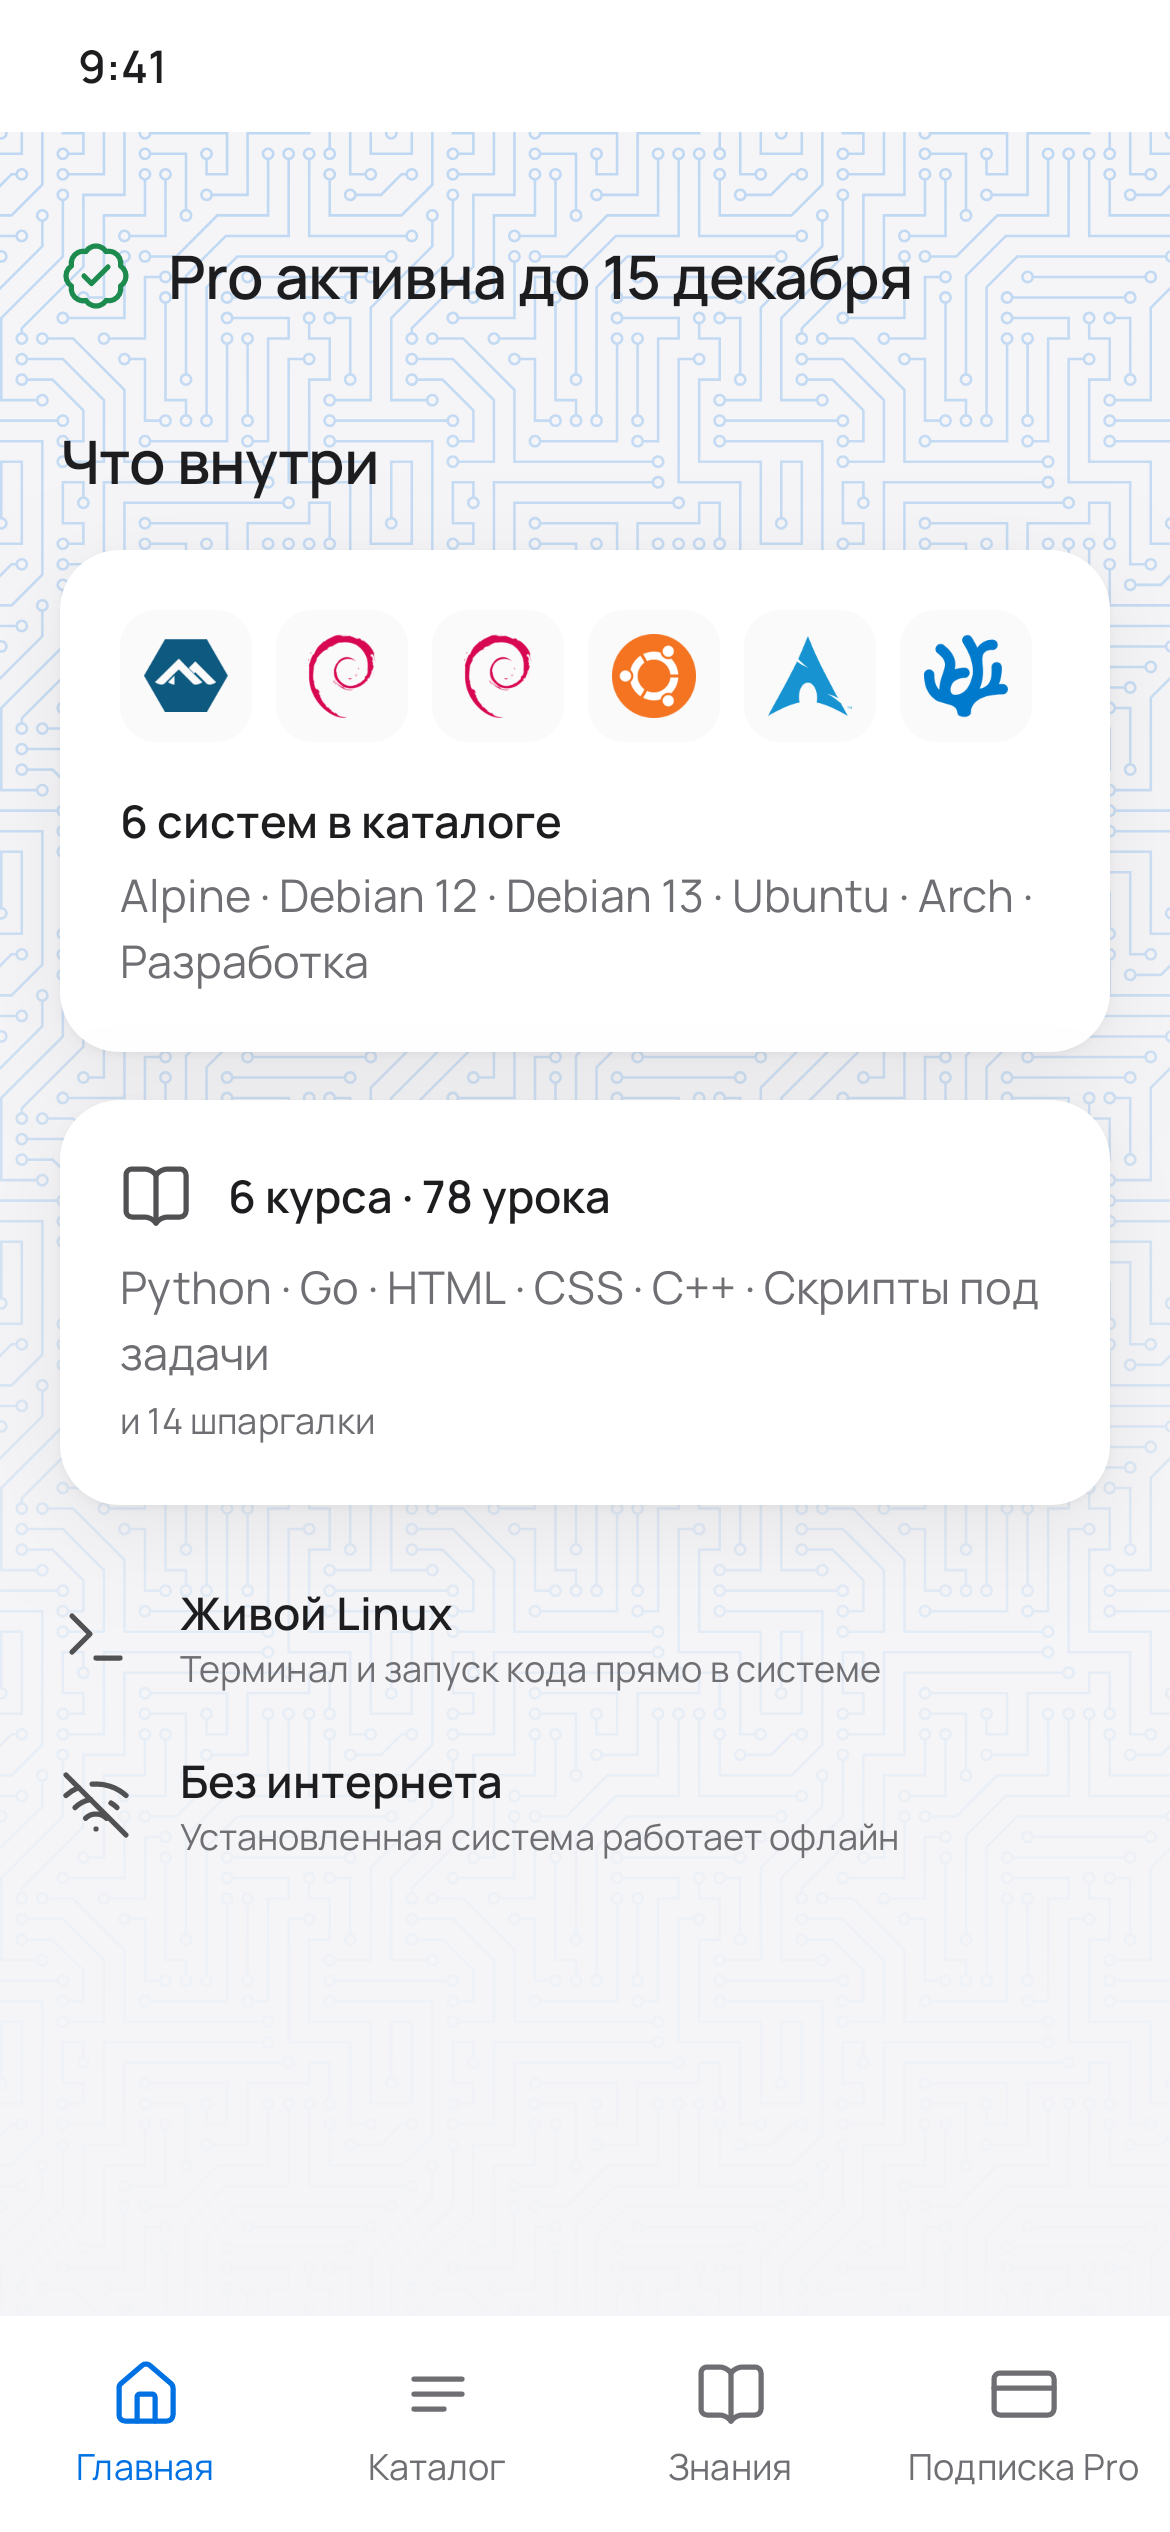 9:41
Pro активна до 15 декабря
Что внутри
6 систем в каталоге
Alpine · Debian 12 · Debian 13 · Ubuntu · Arch ·
Разработка
6 курса · 78 урока
Python · Go · HTML · CSS · C++ · Скрипты под
задачи
и 14 шпаргалки
Живой Linux
Терминал и запуск кода прямо в системе
Без интернета
Установленная система работает офлайн
Главная
Каталог
Знания
Подписка Pro